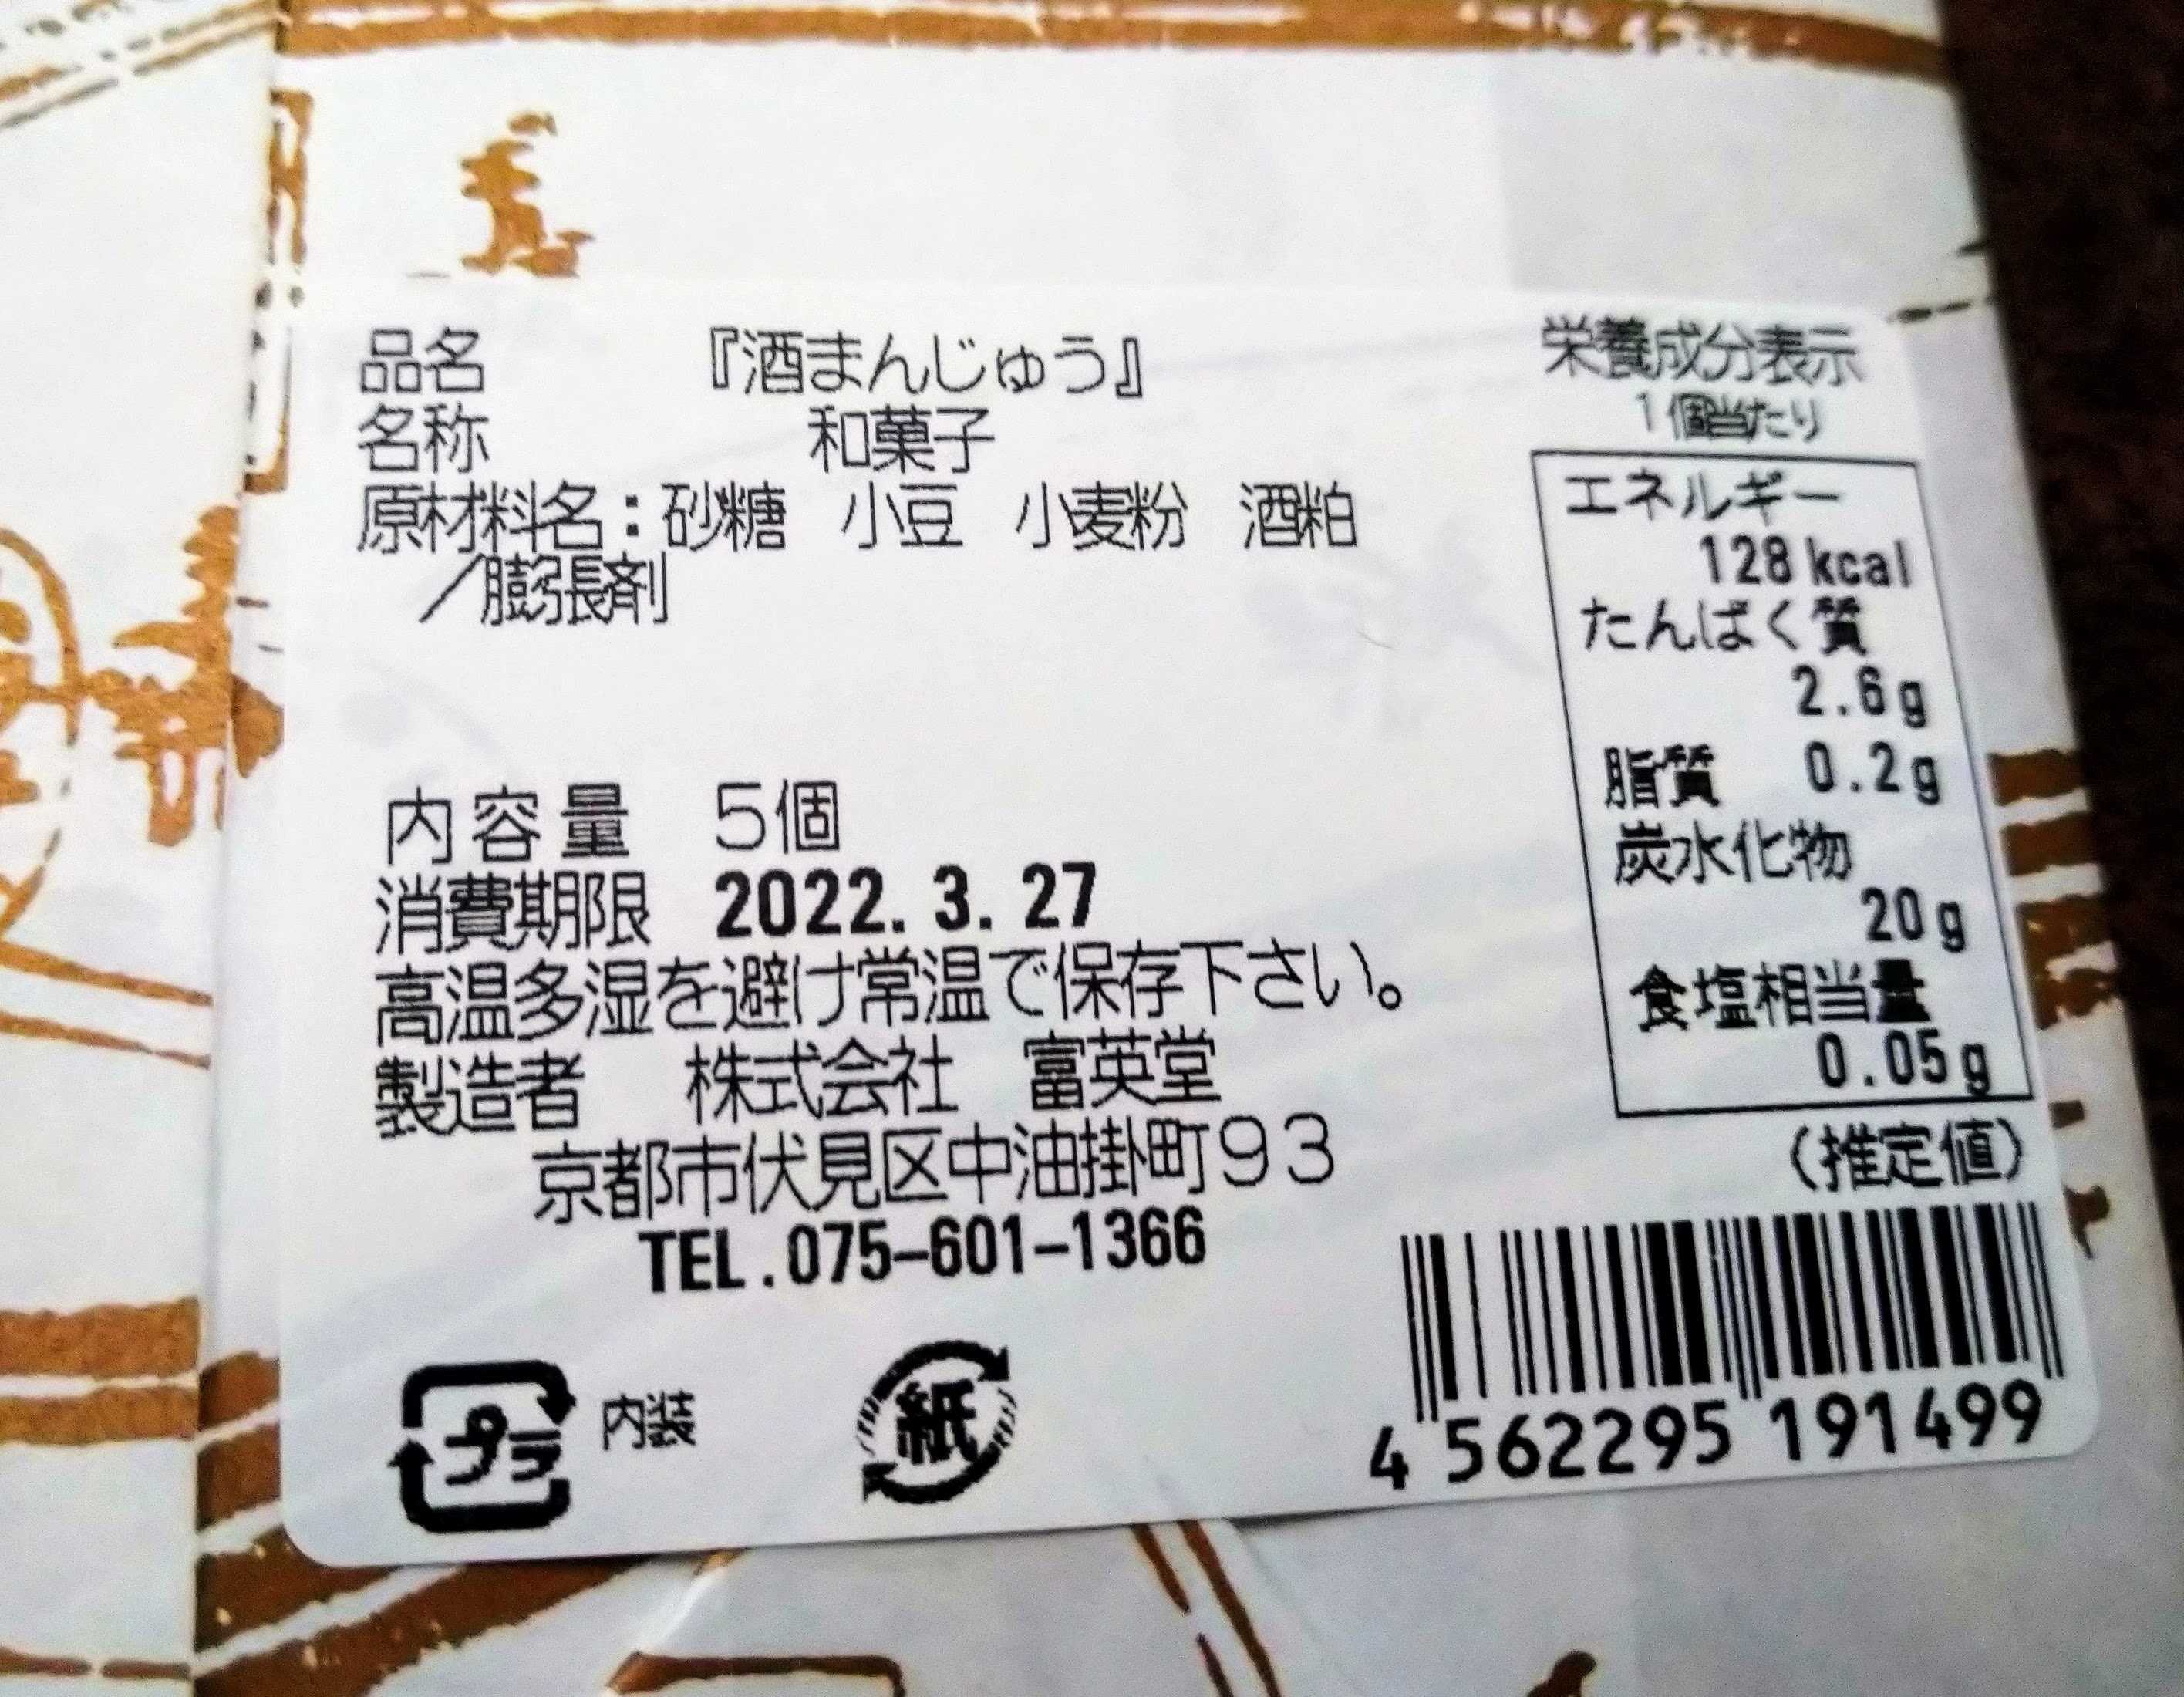 品名 『酒まんじゅう』
名称 和菓子
原材料名：砂糖 小豆 小麦粉 酒粕
／膨張剤
内容量 5個
消費期限 2022. 3. 27
高温多湿を避け常温で保存下さい。
製造者 株式会社 富英堂
京都市伏見区中油掛町93
TEL.075-601-1366
プラ 内装
紙
栄養成分表示
1個当たり
エネルギー
128kcal
たんぱく質
2.6g
脂質 0.2g
炭水化物
20g
食塩相当量
0.05g
(推定値)
4 562295 191499